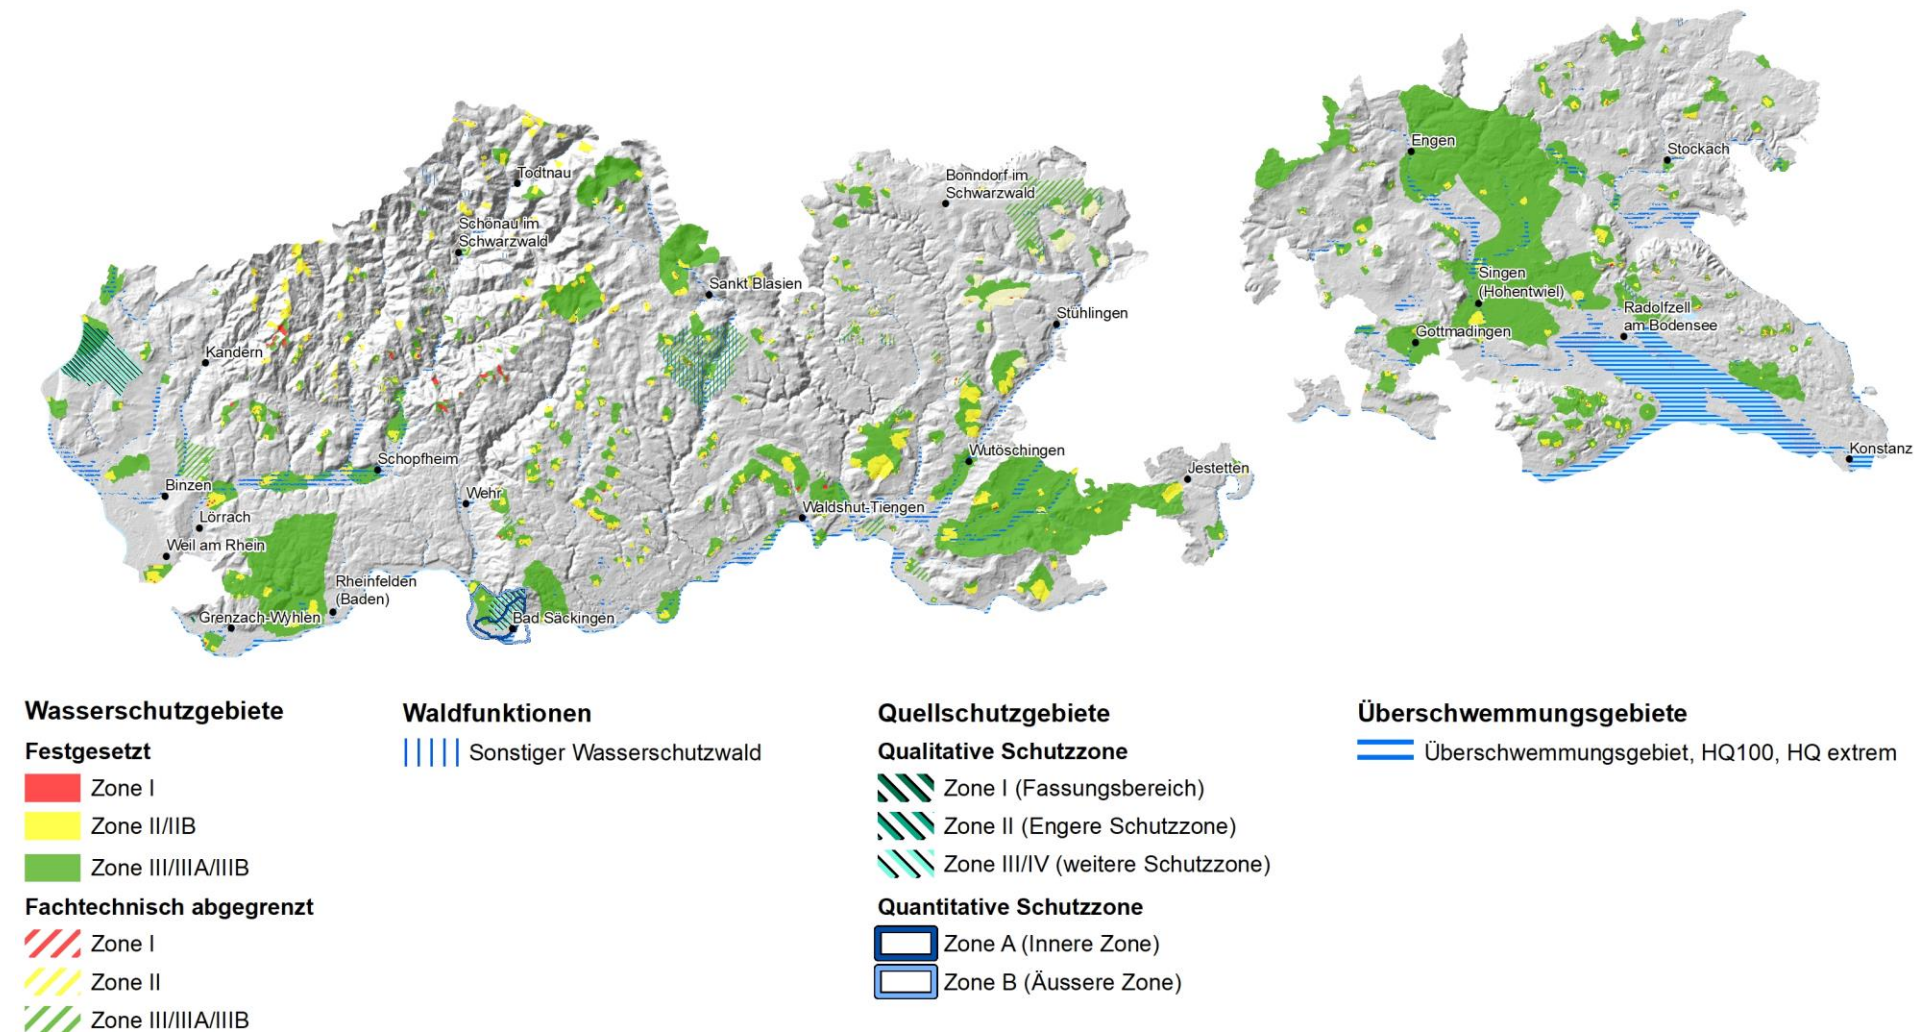 Todtnau
Schönau im
Schwarzwald
Sankt Blasien
Bonndorf im
Schwarzwald
Stühlingen
Kandern
Schopfheim
Binzen
Wehr
Lörrach
Weil am Rhein
Rheinfelden
(Baden)
Grenzach-Wyhlen
Bad Säckingen
Waldshut-Tiengen
Wutöschingen
Jestetten
Engen
Stockach
Singen
(Hohentwiel)
Gottmadingen
Radolfzell
am Bodensee
Konstanz
Wasserschutzgebiete
Festgesetzt
Zone I
Zone II/IIB
Zone III/IIIA/IIIB
Fachtechnisch abgegrenzt
Zone I
Zone II
Zone III/IIIA/IIIB
Waldfunktionen
Sonstiger Wasserschutzwald
Quellschutzgebiete
Qualitative Schutzzone
Zone I (Fassungsbereich)
Zone II (Engere Schutzzone)
Zone III/IV (weitere Schutzzone)
Quantitative Schutzzone
Zone A (Innere Zone)
Zone B (Äussere Zone)
Überschwemmungsgebiete
Überschwemmungsgebiet, HQ100, HQ extrem